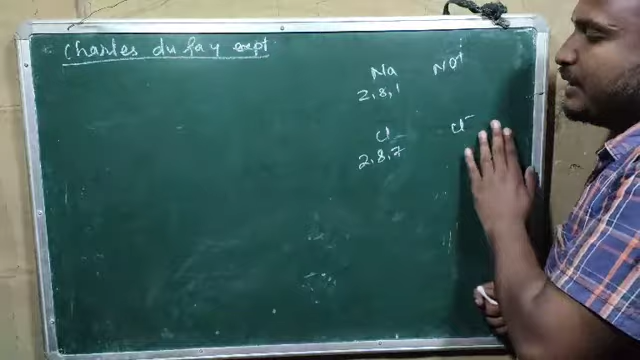 Charles du fay expt
Na Na+
2,8,1
Cl Cl-
2,8,7